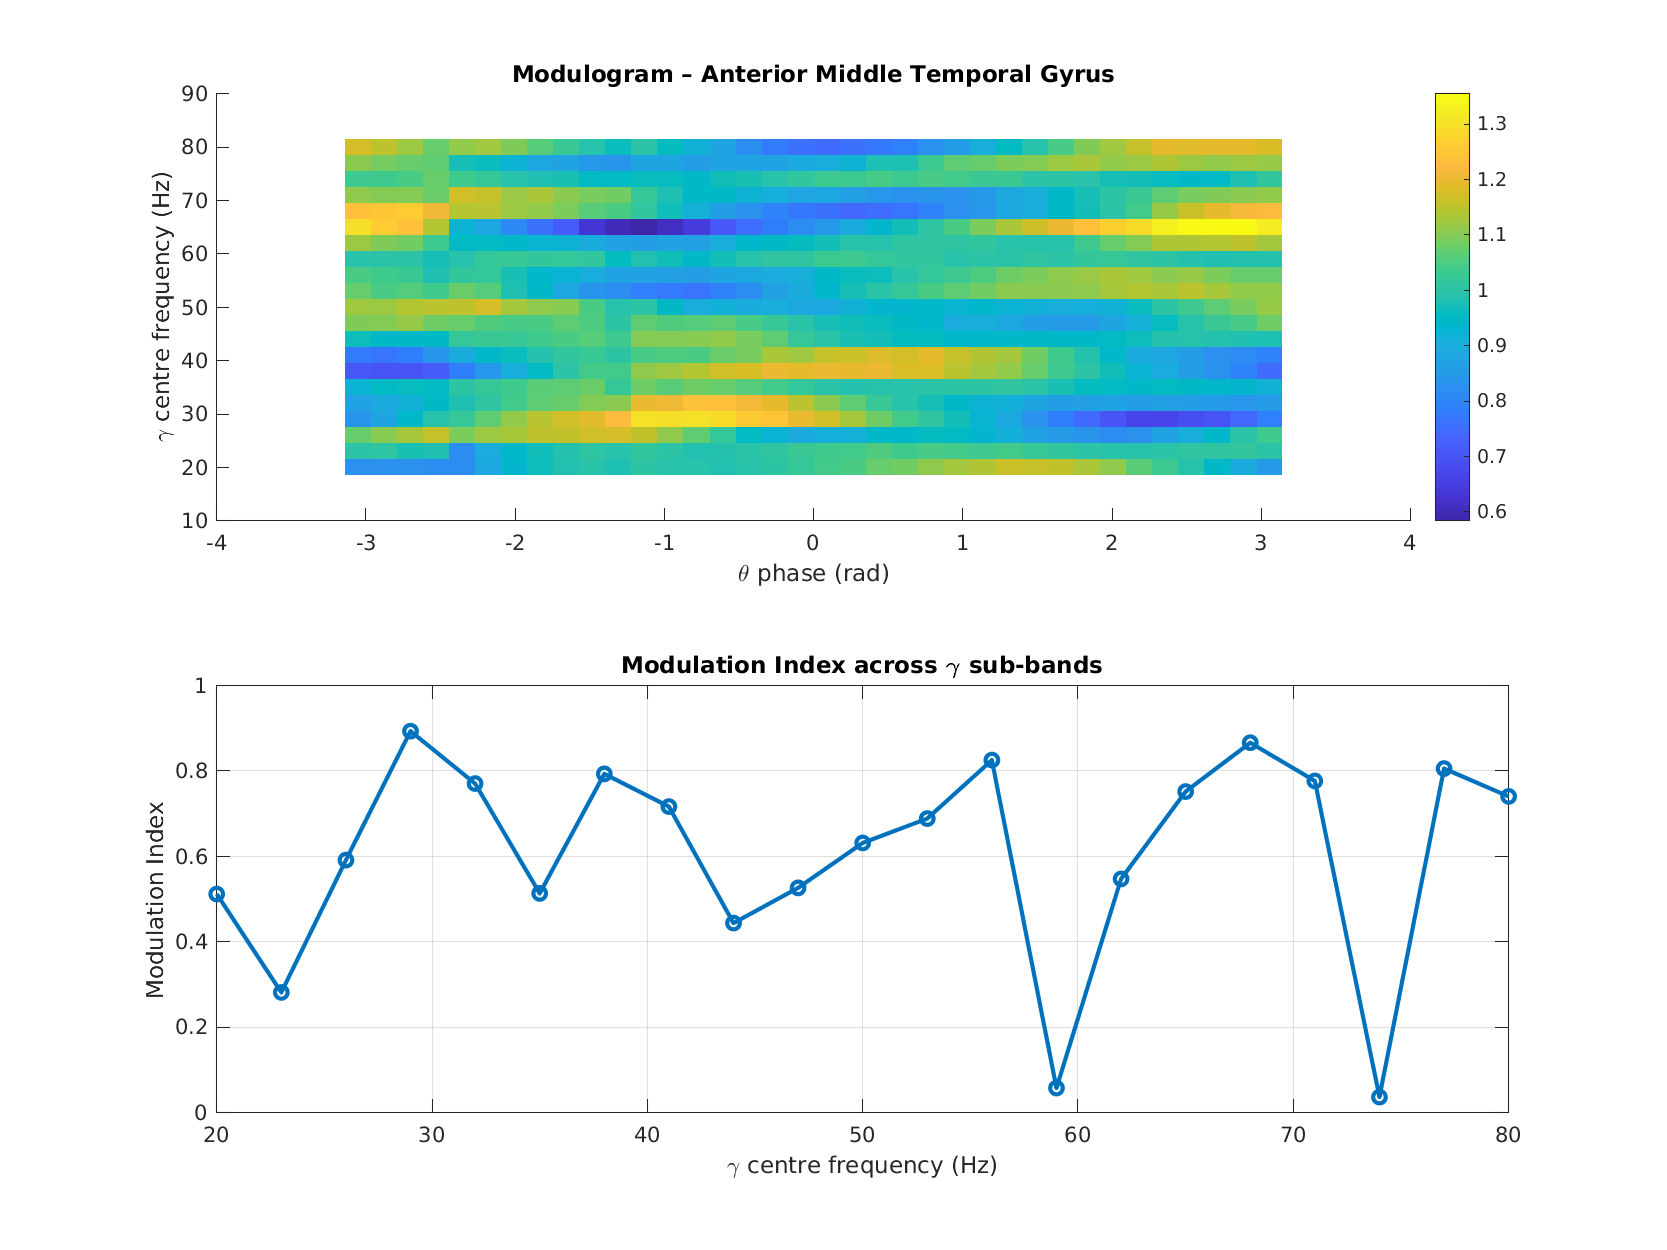 Modulogram – Anterior Middle Temporal Gyrus
γ centre frequency (Hz)
90
80
70
60
50
40
30
20
10
-4 -3 -2 -1 0 1 2 3 4
θ phase (rad)
1.3
1.2
1.1
1
0.9
0.8
0.7
0.6
Modulation Index across γ sub-bands
Modulation Index
1
0.8
0.6
0.4
0.2
0
20 30 40 50 60 70 80
γ centre frequency (Hz)